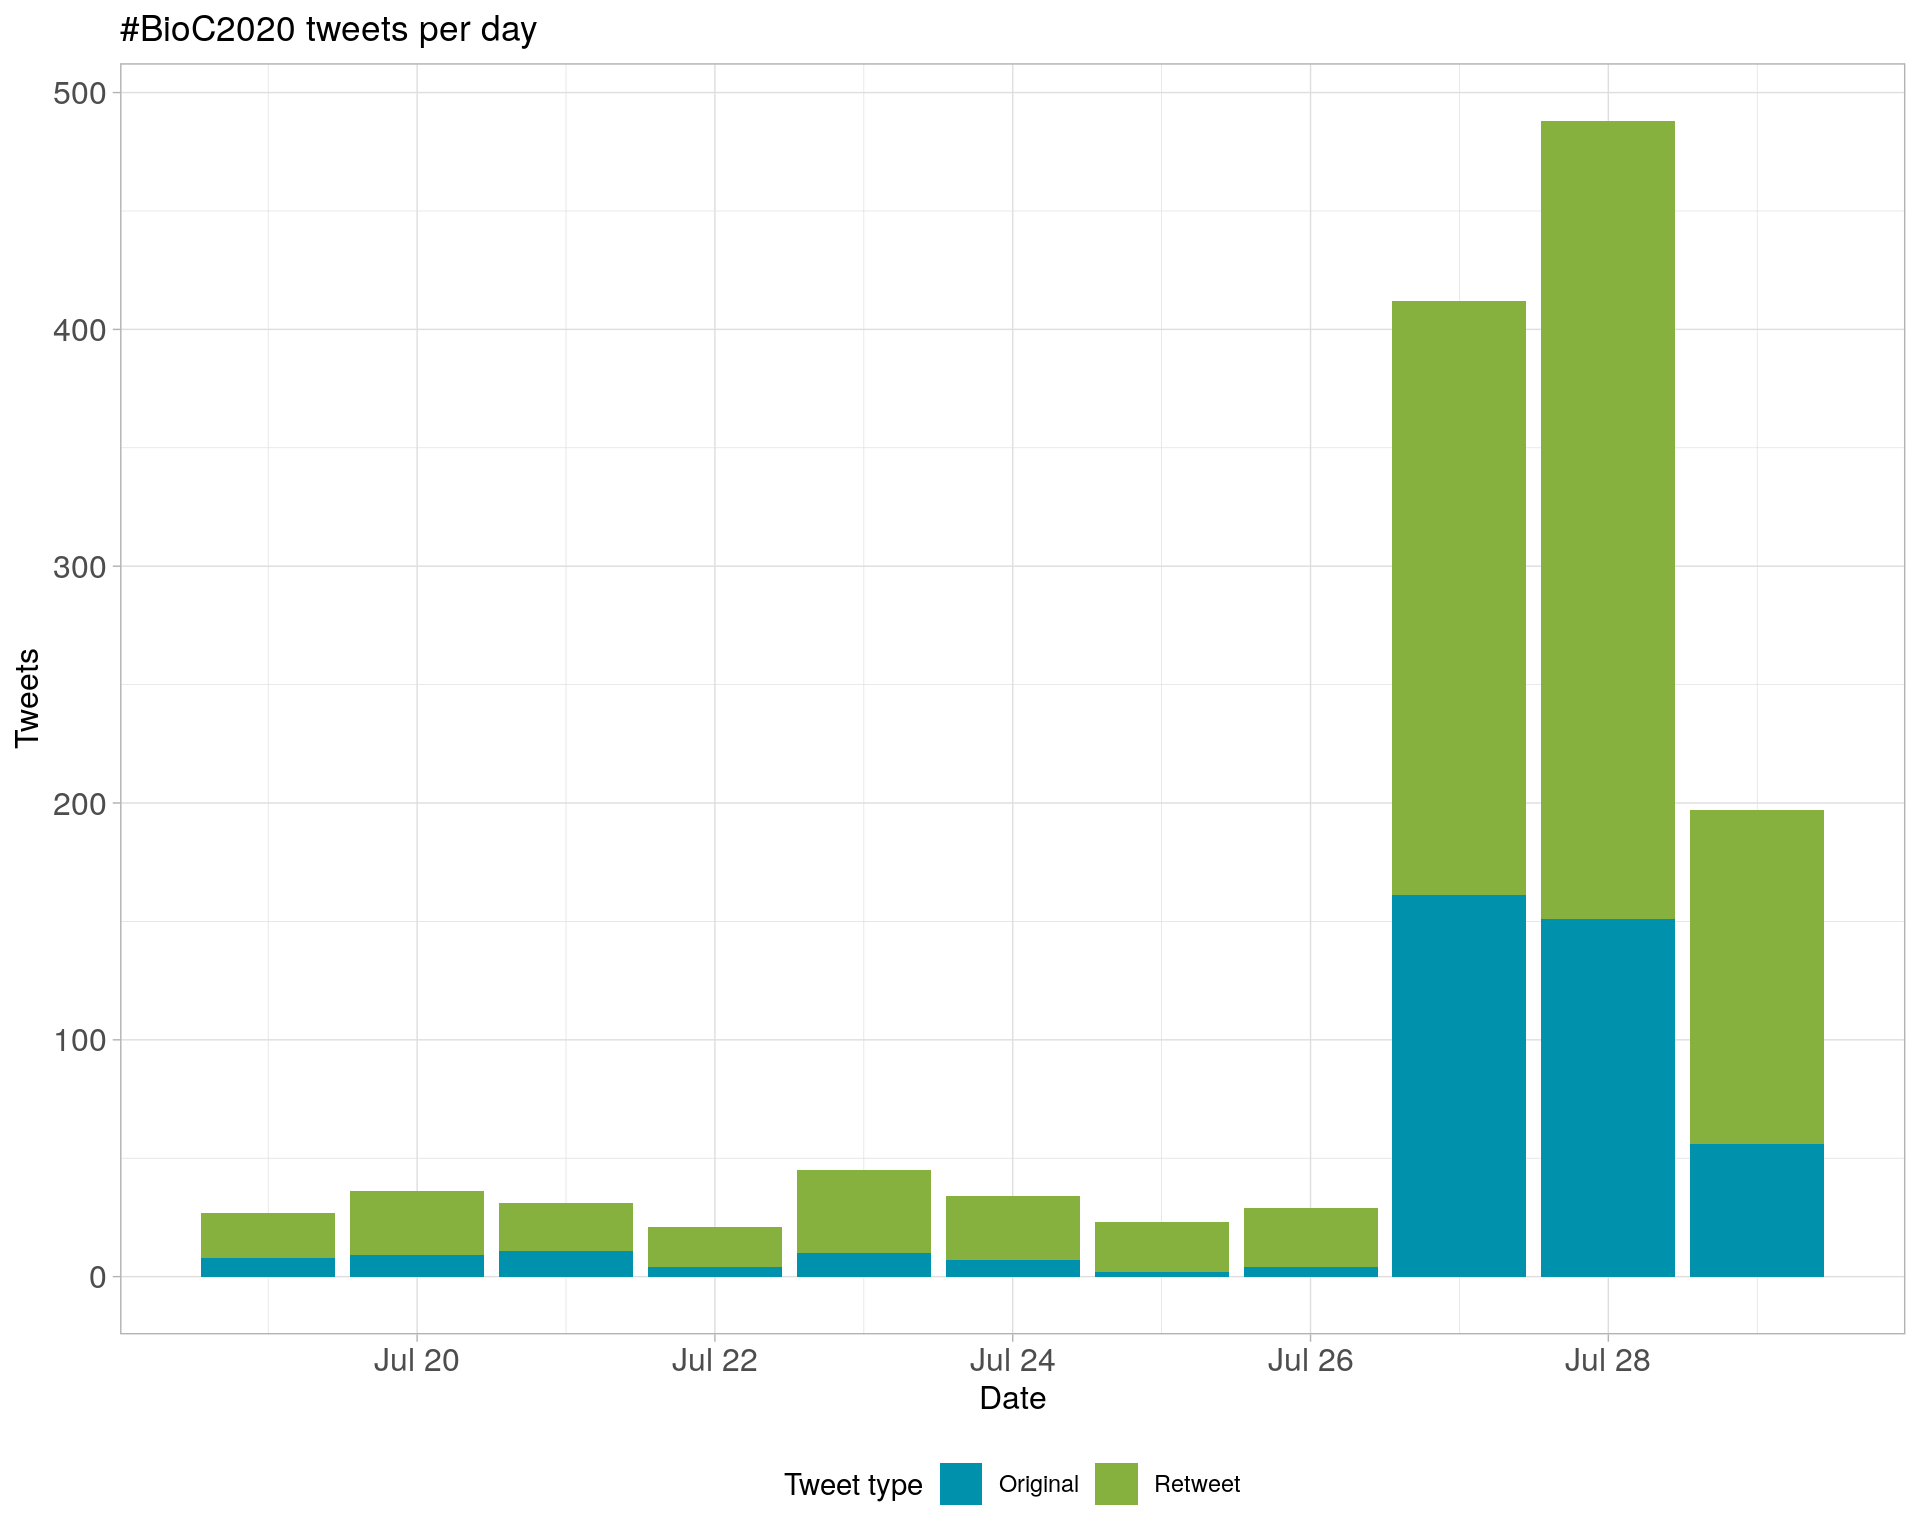 #BioC2020 tweets per day
500
400
300
200
100
0
Tweets
Jul 20 Jul 22 Jul 24 Jul 26 Jul 28
Date
Tweet type Original Retweet